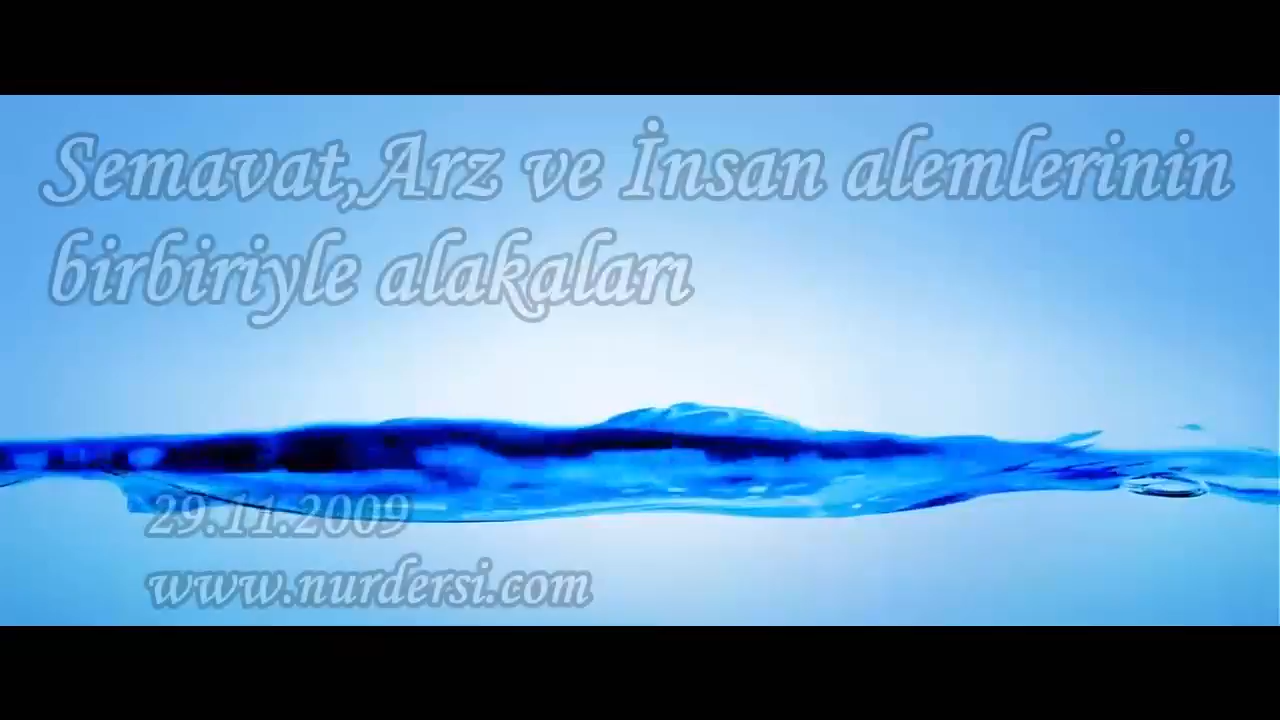 Semavat,Arz ve İnsan alemlerinin
birbiriyle alakaları
29.11.2009
www.nurdersi.com